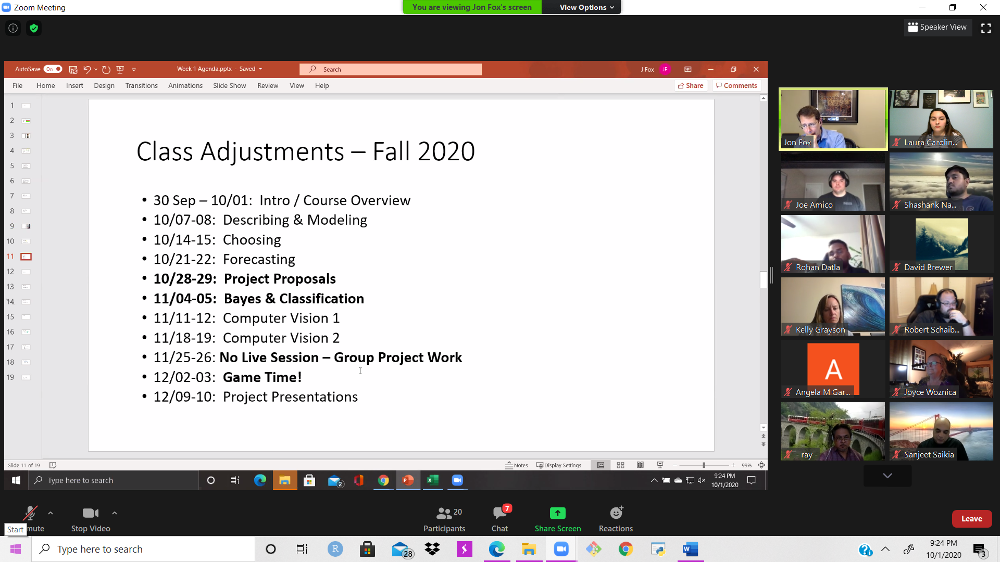 Zoom Meeting
You are viewing Jon Fox's screen
View Options
Speaker View
AutoSave On
Week 1 Agenda.pptx - Saved
Search
J Fox JF
File Home Insert Design Transitions Animations Slide Show Review View Help
Share Comments
1
2
3
4
5
6
7
8
9
10
11
12
13
14
15
16
17
18
19
Class Adjustments – Fall 2020
• 30 Sep – 10/01: Intro / Course Overview
• 10/07-08: Describing & Modeling
• 10/14-15: Choosing
• 10/21-22: Forecasting
• 10/28-29: Project Proposals
• 11/04-05: Bayes & Classification
• 11/11-12: Computer Vision 1
• 11/18-19: Computer Vision 2
• 11/25-26: No Live Session – Group Project Work
• 12/02-03: Game Time!
• 12/09-10: Project Presentations
Slide 11 of 19
Notes Display Settings 99%
Type here to search
2
9:24 PM
10/1/2020
Jon Fox
Laura Carolin...
Joe Amico
Shashank Na...
Rohan Datla
David Brewer
Kelly Grayson
Robert Schaib...
A
Angela M Gar...
Joyce Woznica
- ray -
Sanjeet Saikia
Start
mute
Stop Video
Participants 20
Chat 7
Share Screen
Reactions
Leave
Type here to search
R
28
9:24 PM
10/1/2020
3